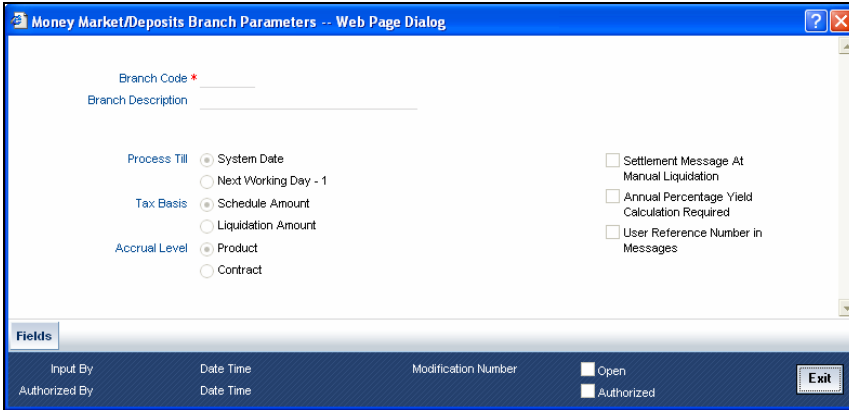 Money Market/Deposits Branch Parameters -- Web Page Dialog
Branch Code *
Branch Description
Process Till System Date
Next Working Day - 1
Tax Basis Schedule Amount
Liquidation Amount
Accrual Level Product
Contract
Settlement Message At
Manual Liquidation
Annual Percentage Yield
Calculation Required
User Reference Number in
Messages
Fields
Input By Date Time Modification Number Open
Authorized By Date Time Authorized
Exit